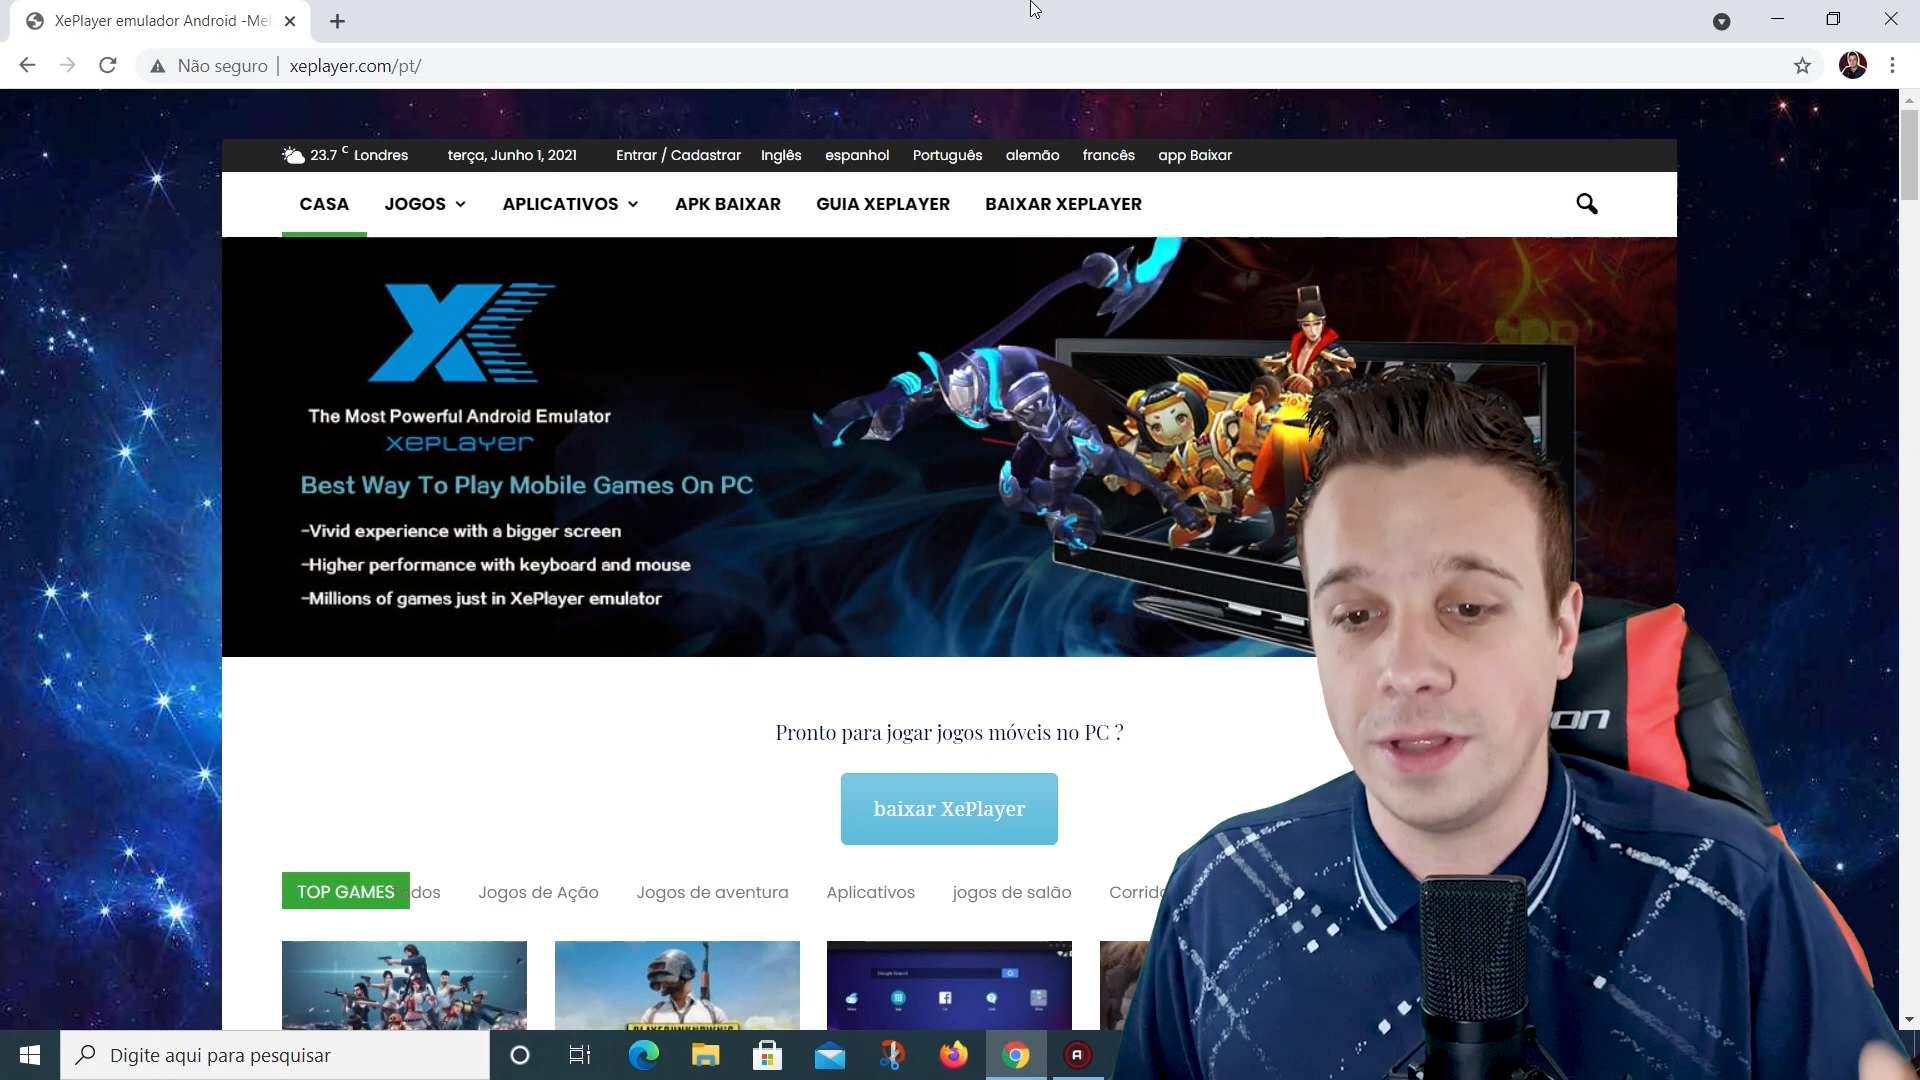 XePlayer emulador Android -Mel
Não seguro | xeplayer.com/pt/
23.7 C Londres terça, Junho 1, 2021 Entrar / Cadastrar Inglês espanhol Português alemão francês app Baixar
CASA JOGOS APLICATIVOS APK BAIXAR GUIA XEPLAYER BAIXAR XEPLAYER
The Most Powerful Android Emulator
XEPLAYER
Best Way To Play Mobile Games On PC
-Vivid experience with a bigger screen
-Higher performance with keyboard and mouse
-Millions of games just in XePlayer emulator
Pronto para jogar jogos móveis no PC ?
baixar XePlayer
TOP GAMES dos Jogos de Ação Jogos de aventura Aplicativos jogos de salão Corrida
Google Search
Digite aqui para pesquisar